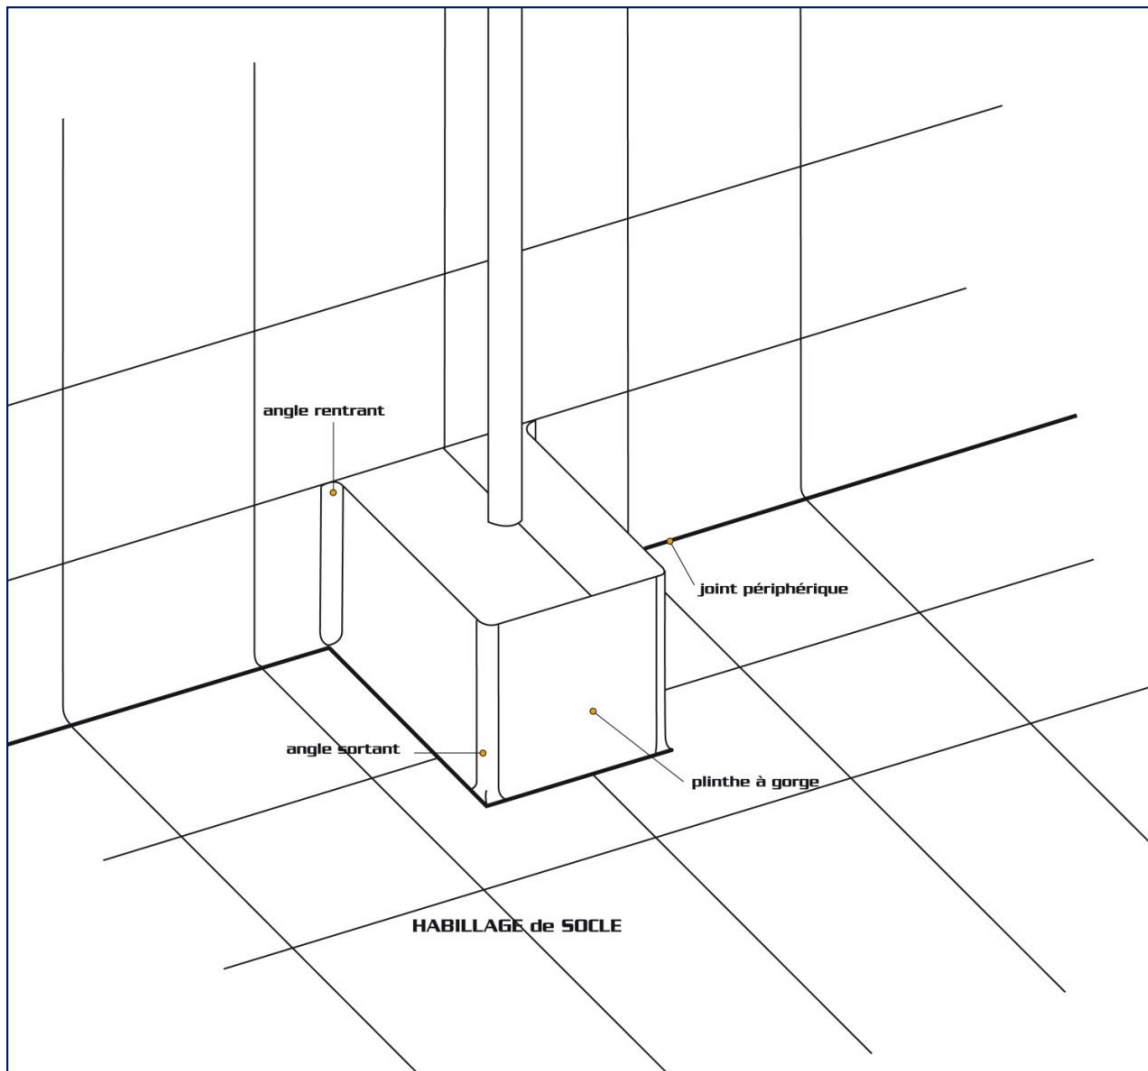 angle rentrant
joint périphérique
angle sortant
plinthe à gorge
HABILLAGE de SOCLE